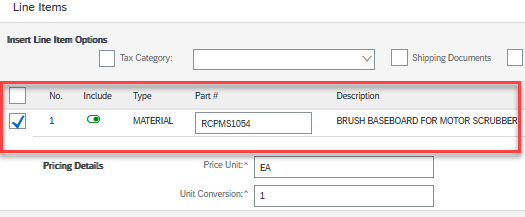 Line Items
Insert Line Item Options
Tax Category:
Shipping Documents
No. Include Type Part # Description
1 MATERIAL RCPMS1054 BRUSH BASEBOARD FOR MOTOR SCRUBBER
Pricing Details Price Unit:* EA
Unit Conversion:* 1